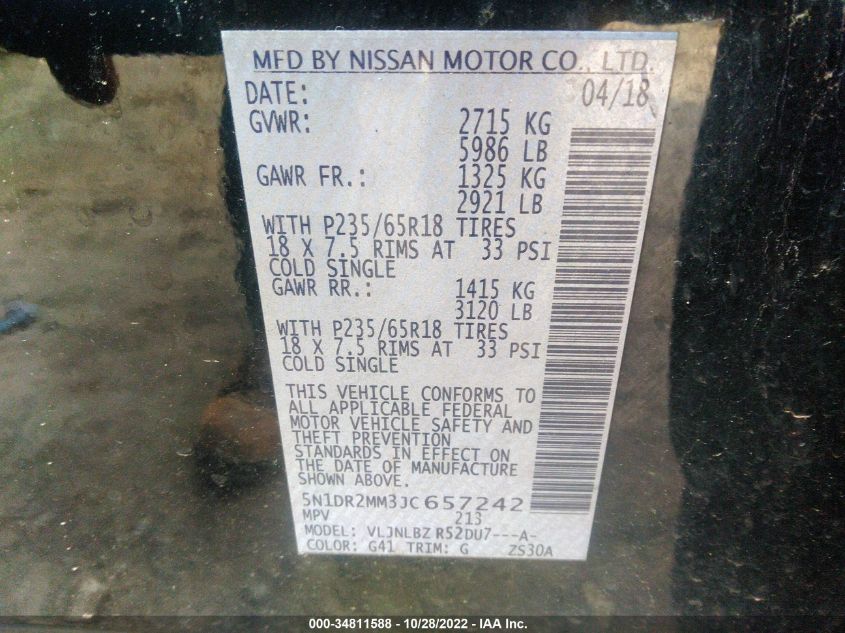 MFD BY NISSAN MOTOR CO., LTD.
DATE: 04/18
GVWR: 2715 KG
5986 LB
GAWR FR.: 1325 KG
2921 LB
WITH P235/65R18 TIRES
18 X 7.5 RIMS AT 33 PSI
COLD SINGLE
GAWR RR.: 1415 KG
3120 LB
WITH P235/65R18 TIRES
18 X 7.5 RIMS AT 33 PSI
COLD SINGLE
THIS VEHICLE CONFORMS TO
ALL APPLICABLE FEDERAL
MOTOR VEHICLE SAFETY AND
THEFT PREVENTION
STANDARDS IN EFFECT ON
THE DATE OF MANUFACTURE
SHOWN ABOVE.
5N1DR2MM3JC657242
MPV 213
MODEL: VLJNLBZ R52DU7---A-
COLOR: G41 TRIM: G ZS30A
000-34811588 - 10/28/2022 - IAA Inc.